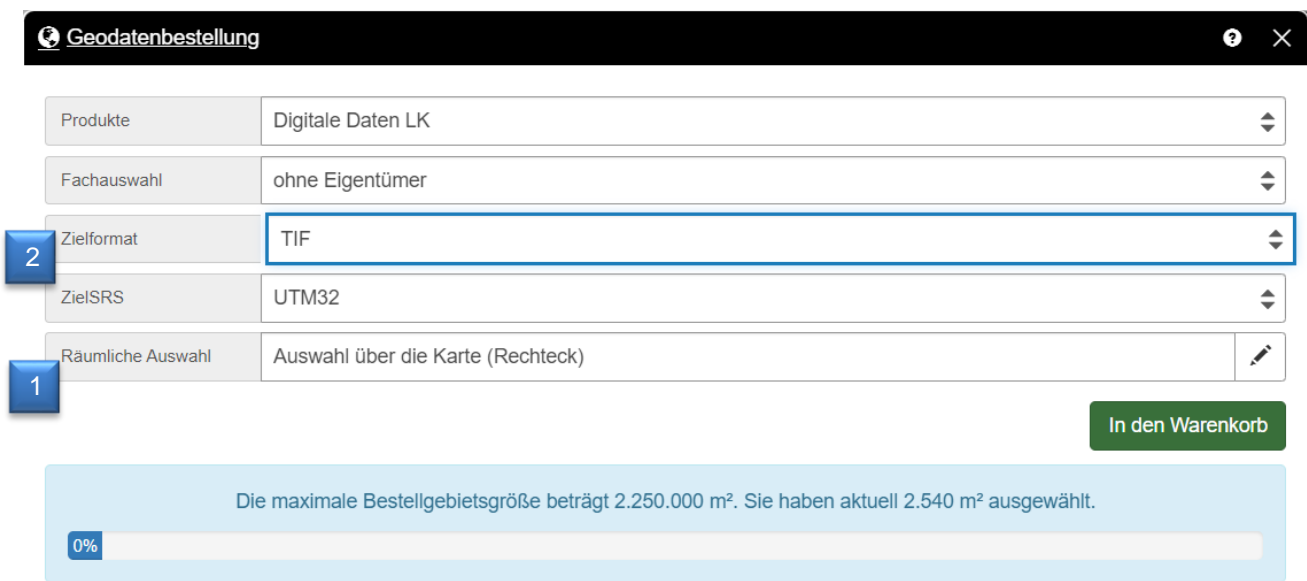 Geodatenbestellung
Produkte Digitale Daten LK
Fachauswahl ohne Eigentümer
2 Zielformat TIF
ZielSRS UTM32
1 Räumliche Auswahl Auswahl über die Karte (Rechteck)
In den Warenkorb
Die maximale Bestellgebietsgröße beträgt 2.250.000 m². Sie haben aktuell 2.540 m² ausgewählt.
0%